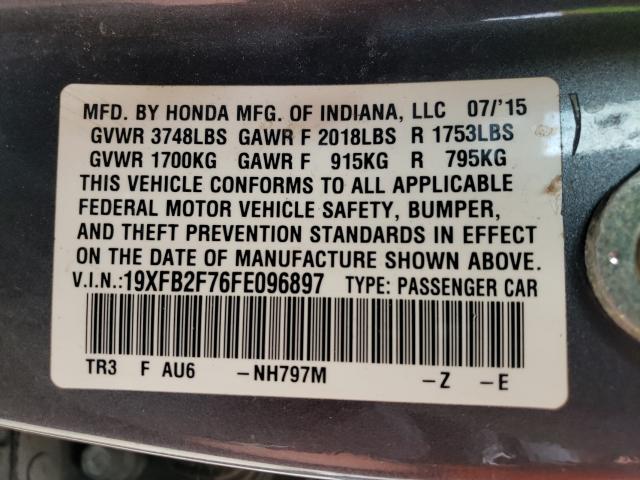 MFD. BY HONDA MFG. OF INDIANA, LLC 07/'15
GVWR 3748LBS GAWR F 2018LBS R 1753LBS
GVWR 1700KG GAWR F 915KG R 795KG
THIS VEHICLE CONFORMS TO ALL APPLICABLE
FEDERAL MOTOR VEHICLE SAFETY, BUMPER,
AND THEFT PREVENTION STANDARDS IN EFFECT
ON THE DATE OF MANUFACTURE SHOWN ABOVE.
V.I.N.:19XFB2F76FE096897 TYPE: PASSENGER CAR
TR3 F AU6 -NH797M -Z -E